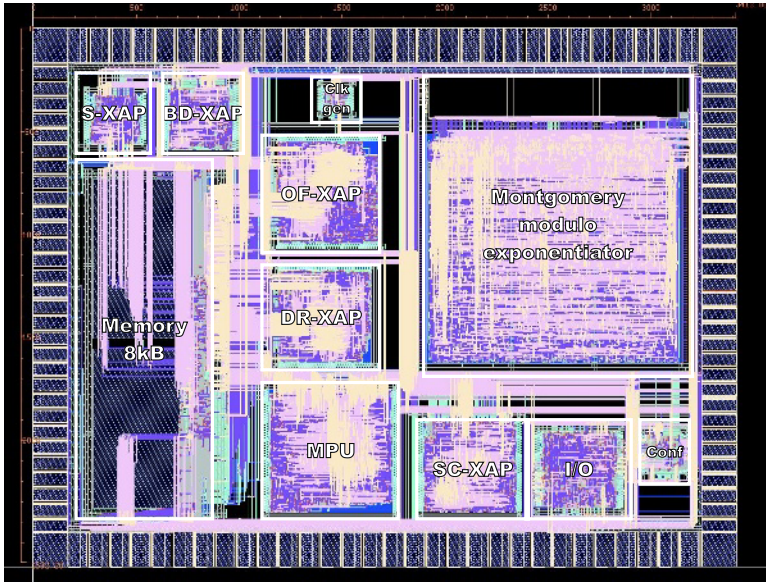 500
1000
1500
2000
2500
3000
S-XAP
BD-XAP
Clk
gen
OF-XAP
Montgomery
modulo
exponentiator
DR-XAP
Memory
8kB
MPU
SC-XAP
I/O
Conf